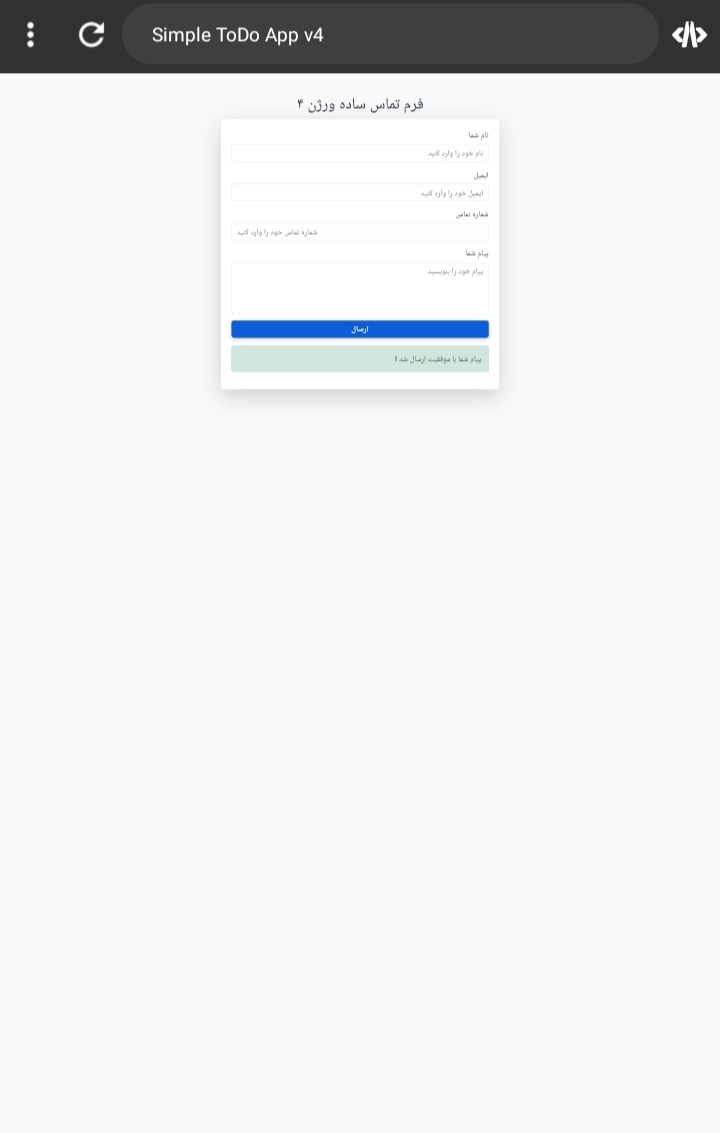 Simple ToDo App v4
فرم تماس ساده ورژن ۴
نام شما
نام خود را وارد کنید
ایمیل
ایمیل خود را وارد کنید
شماره تماس
شماره تماس خود را وارد کنید
پیام شما
پیام خود را بنویسید
ارسال
پیام شما با موفقیت ارسال شد !